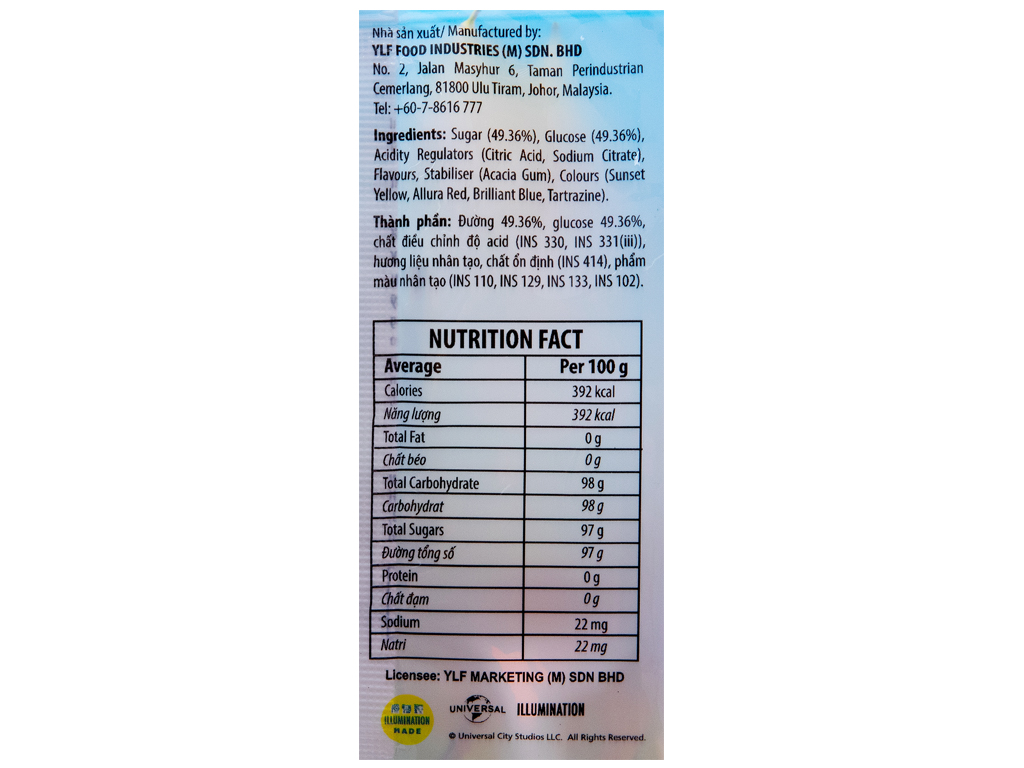 Nhà sản xuất/ Manufactured by:
YLF FOOD INDUSTRIES (M) SDN. BHD
No. 2, Jalan Masyhur 6, Taman Perindustrian
Cemerlang, 81800 Ulu Tiram, Johor, Malaysia.
Tel: +60-7-8616 777
Ingredients: Sugar (49.36%), Glucose (49.36%),
Acidity Regulators (Citric Acid, Sodium Citrate),
Flavours, Stabiliser (Acacia Gum), Colours (Sunset
Yellow, Allura Red, Brilliant Blue, Tartrazine).
Thành phần: Đường 49.36%, glucose 49.36%,
chất điều chỉnh độ acid (INS 330, INS 331(iii)),
hương liệu nhân tạo, chất ổn định (INS 414), phẩm
màu nhân tạo (INS 110, INS 129, INS 133, INS 102).
NUTRITION FACT
Average Per 100 g
Calories 392 kcal
Năng lượng 392 kcal
Total Fat 0 g
Chất béo 0 g
Total Carbohydrate 98 g
Carbohydrat 98 g
Total Sugars 97 g
Đường tổng số 97 g
Protein 0 g
Chất đạm 0 g
Sodium 22 mg
Natri 22 mg
Licensee: YLF MARKETING (M) SDN BHD
ILLUMINATION
MADE
UNIVERSAL ILLUMINATION
© Universal City Studios LLC. All Rights Reserved.